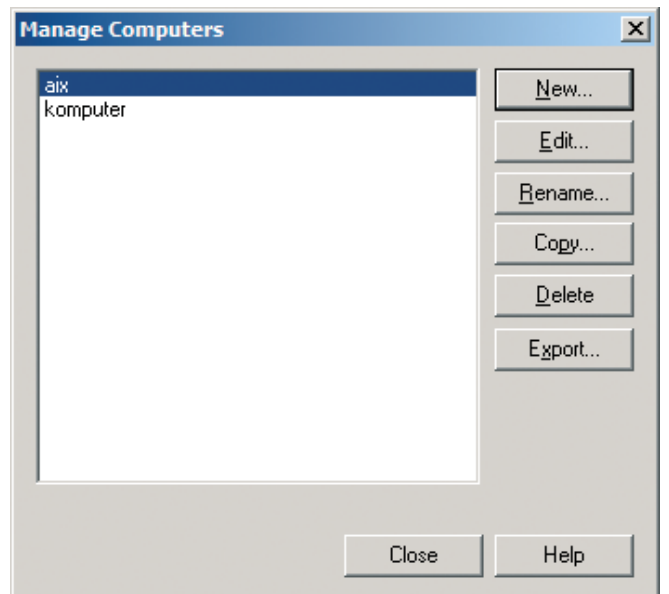 Manage Computers
aix
komputer
New...
Edit...
Rename...
Copy...
Delete
Export...
Close
Help